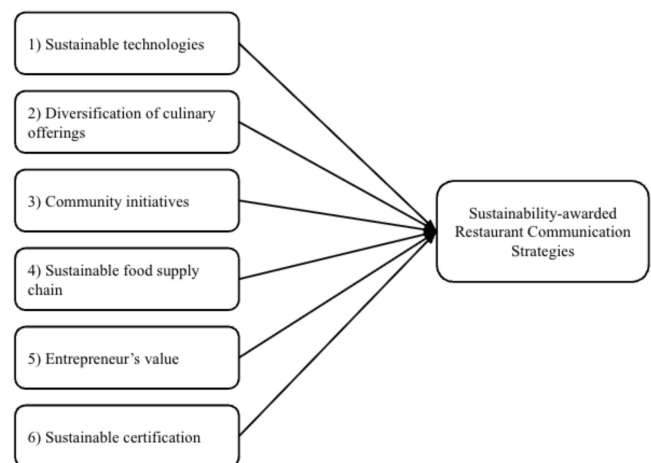 1) Sustainable technologies
2) Diversification of culinary
offerings
3) Community initiatives
4) Sustainable food supply
chain
5) Entrepreneur’s value
6) Sustainable certification
Sustainability-awarded
Restaurant Communication
Strategies